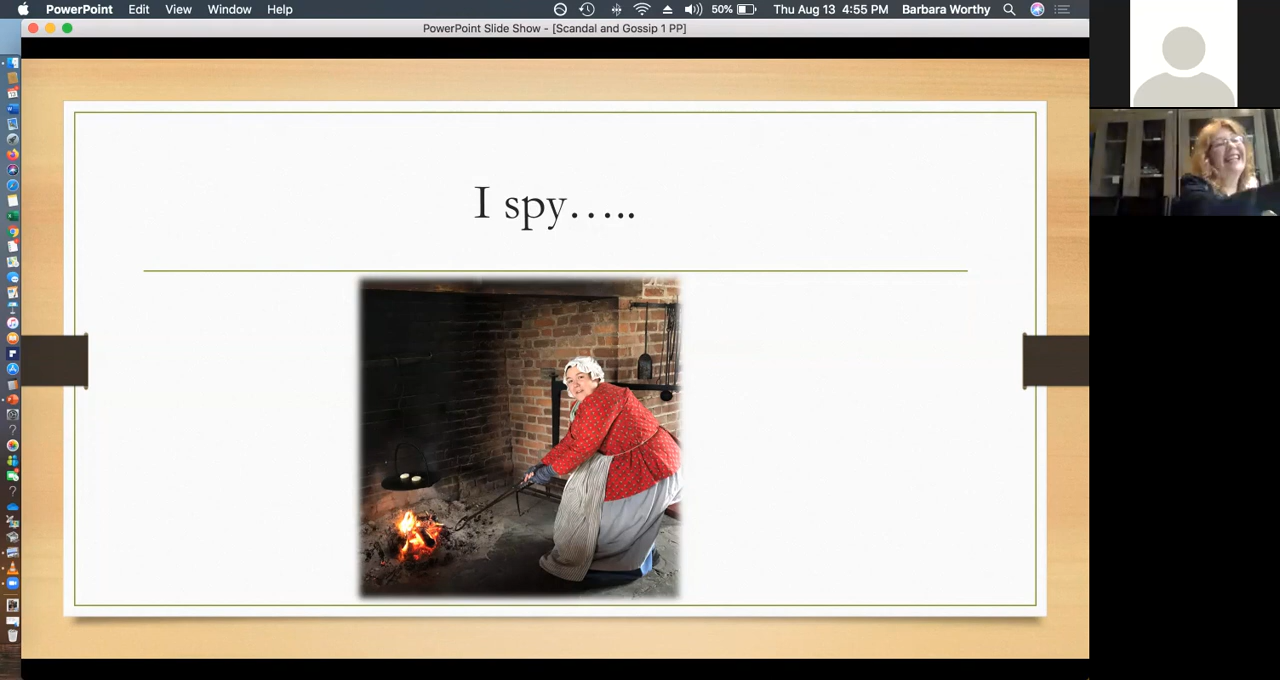 PowerPoint Edit View Window Help 50% Thu Aug 13 4:55 PM Barbara Worthy
PowerPoint Slide Show - [Scandal and Gossip 1 PP]
I spy.....